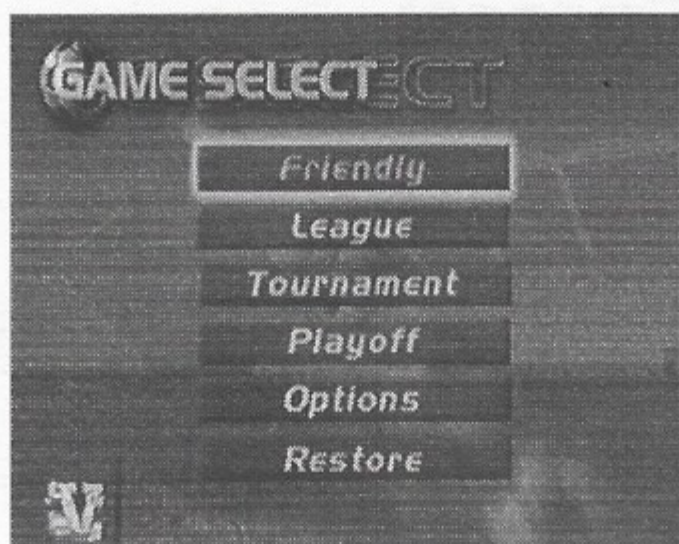 GAME SELECT
Friendly
League
Tournament
Playoff
Options
Restore